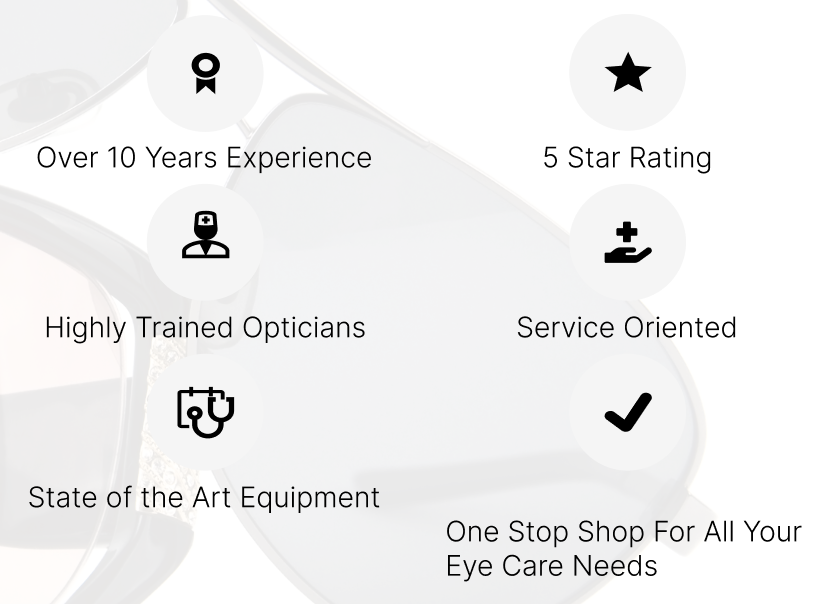 Over 10 Years Experience
5 Star Rating
Highly Trained Opticians
Service Oriented
State of the Art Equipment
One Stop Shop For All Your
Eye Care Needs